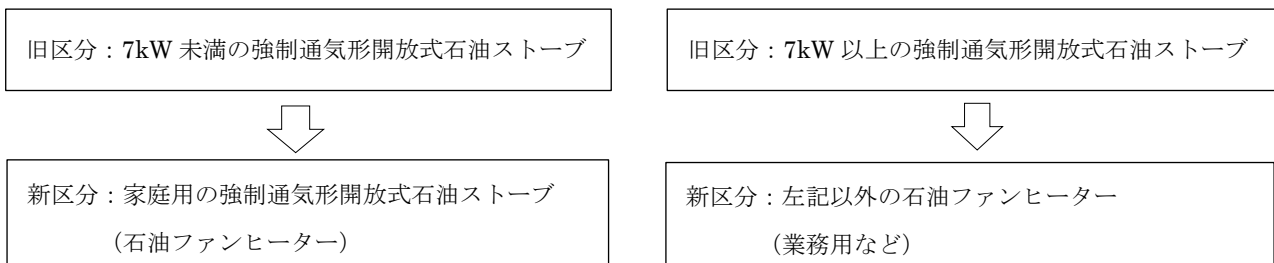 旧区分：7kW 未満の強制通気形開放式石油ストーブ
旧区分：7kW 以上の強制通気形開放式石油ストーブ
新区分：家庭用の強制通気形開放式石油ストーブ
（石油ファンヒーター）
新区分：左記以外の石油ファンヒーター
（業務用など）